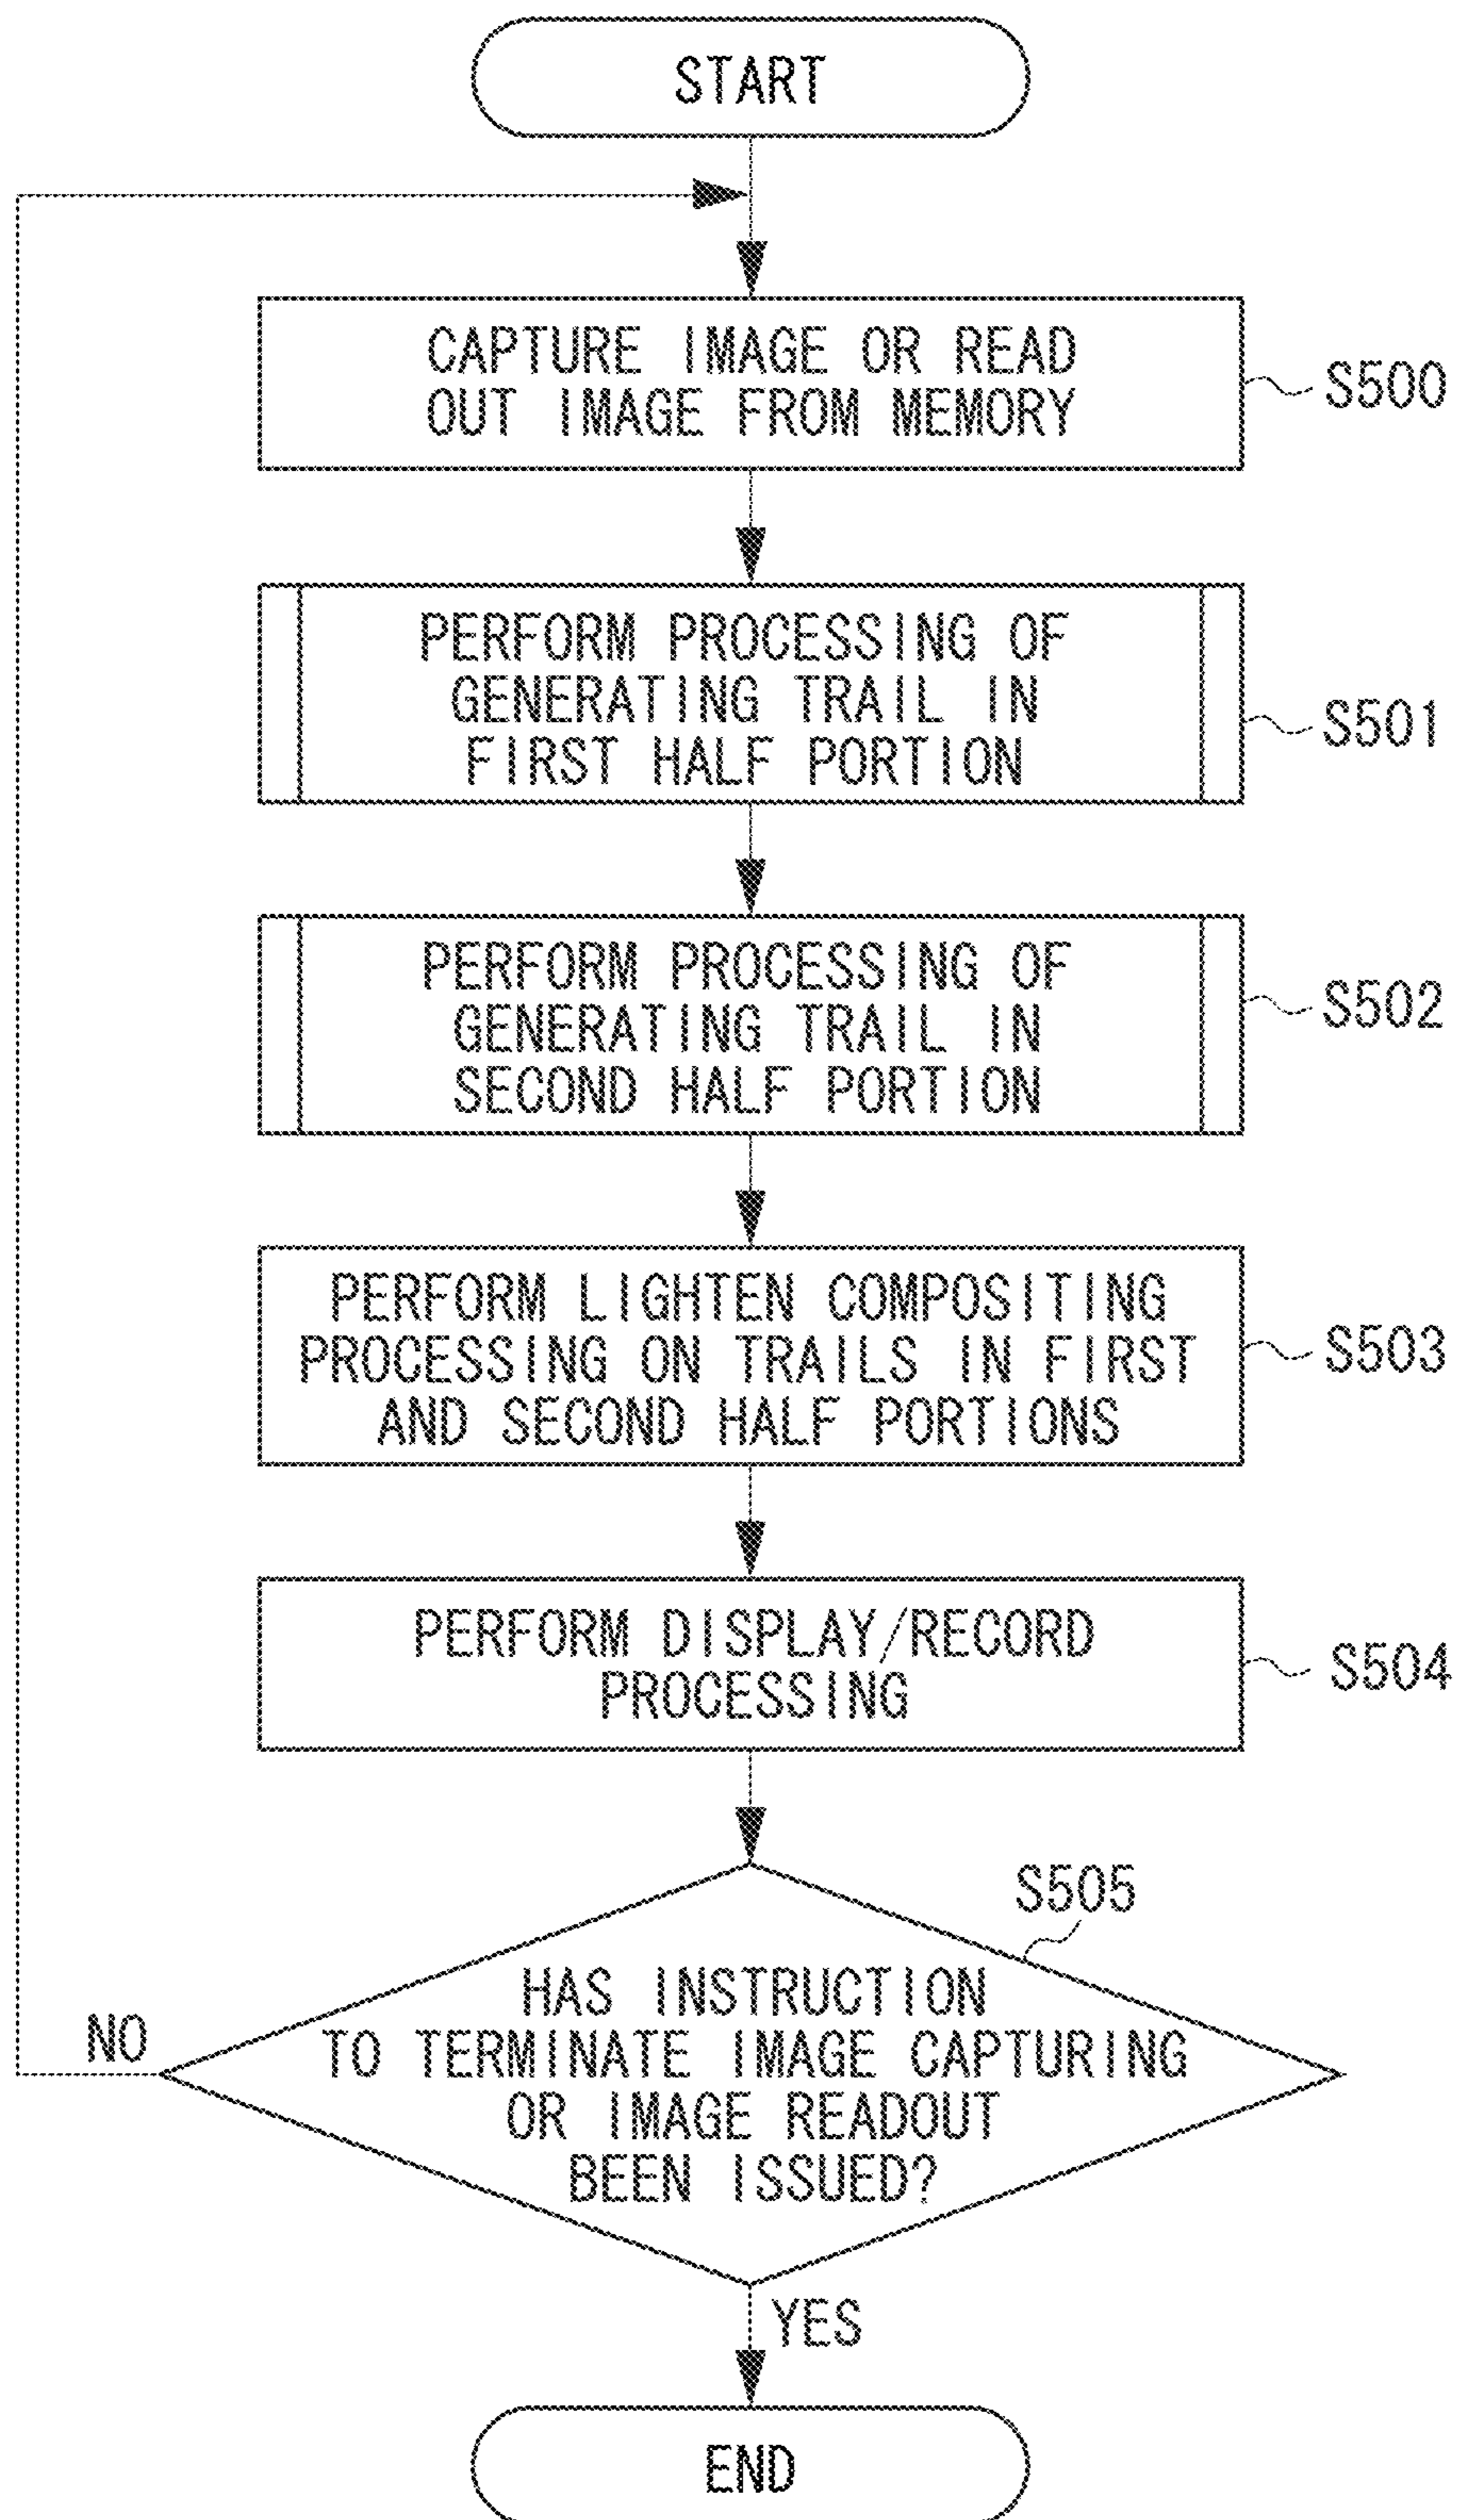 START
CAPTURE IMAGE OR READ
OUT IMAGE FROM MEMORY
S500
PERFORM PROCESSING OF
GENERATING TRAIL IN
FIRST HALF PORTION
S501
PERFORM PROCESSING OF
GENERATING TRAIL IN
SECOND HALF PORTION
S502
PERFORM LIGHTEN COMPOSITING
PROCESSING ON TRAILS IN FIRST
AND SECOND HALF PORTIONS
S503
PERFORM DISPLAY/RECORD
PROCESSING
S504
S505
HAS INSTRUCTION
TO TERMINATE IMAGE CAPTURING
OR IMAGE READOUT
BEEN ISSUED?
NO
YES
END